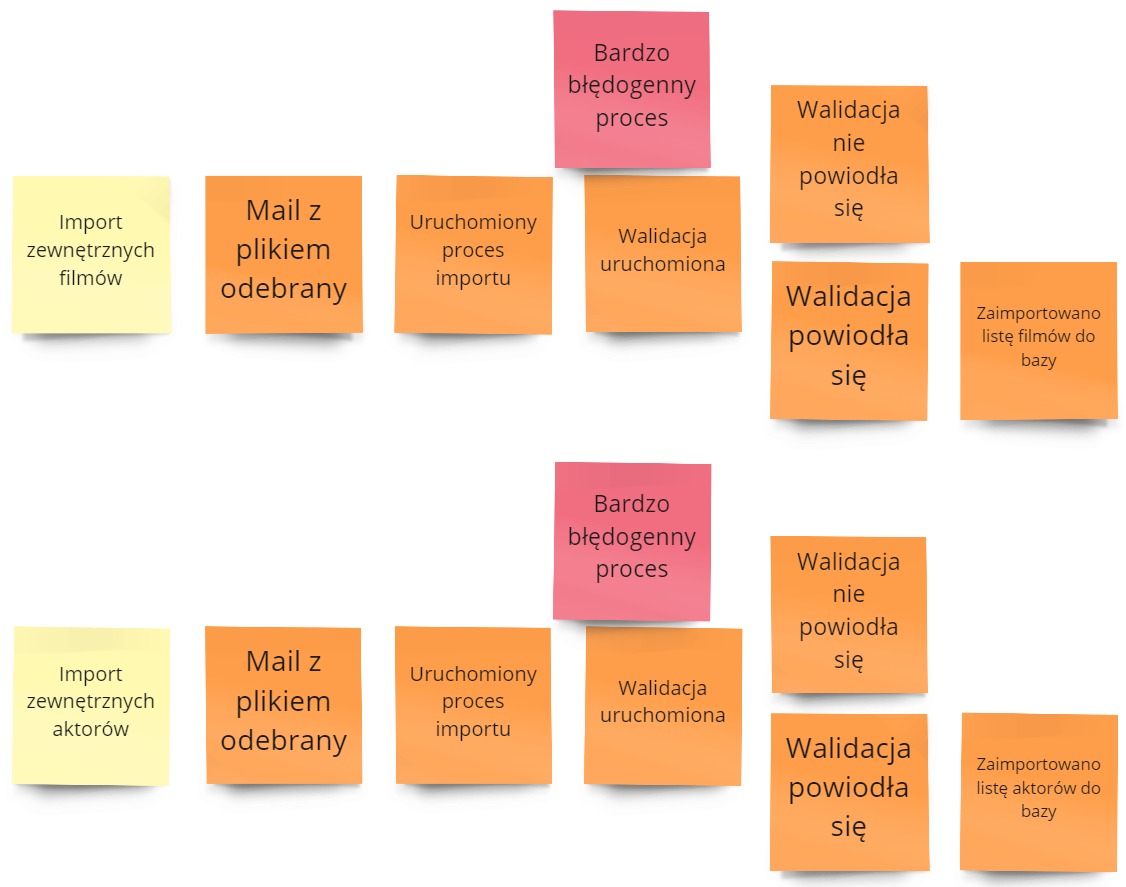 Bardzo
błędogenny
proces
Walidacja
nie
powiodła
się
Import
zewnętrznych
filmów
Mail z
plikiem
odebrany
Uruchomiony
proces
importu
Walidacja
uruchomiona
Walidacja
powiodła
się
Zaimportowano
listę filmów do
bazy
Bardzo
błędogenny
proces
Walidacja
nie
powiodła
się
Import
zewnętrznych
aktorów
Mail z
plikiem
odebrany
Uruchomiony
proces
importu
Walidacja
uruchomiona
Walidacja
powiodła
się
Zaimportowano
listę aktorów do
bazy